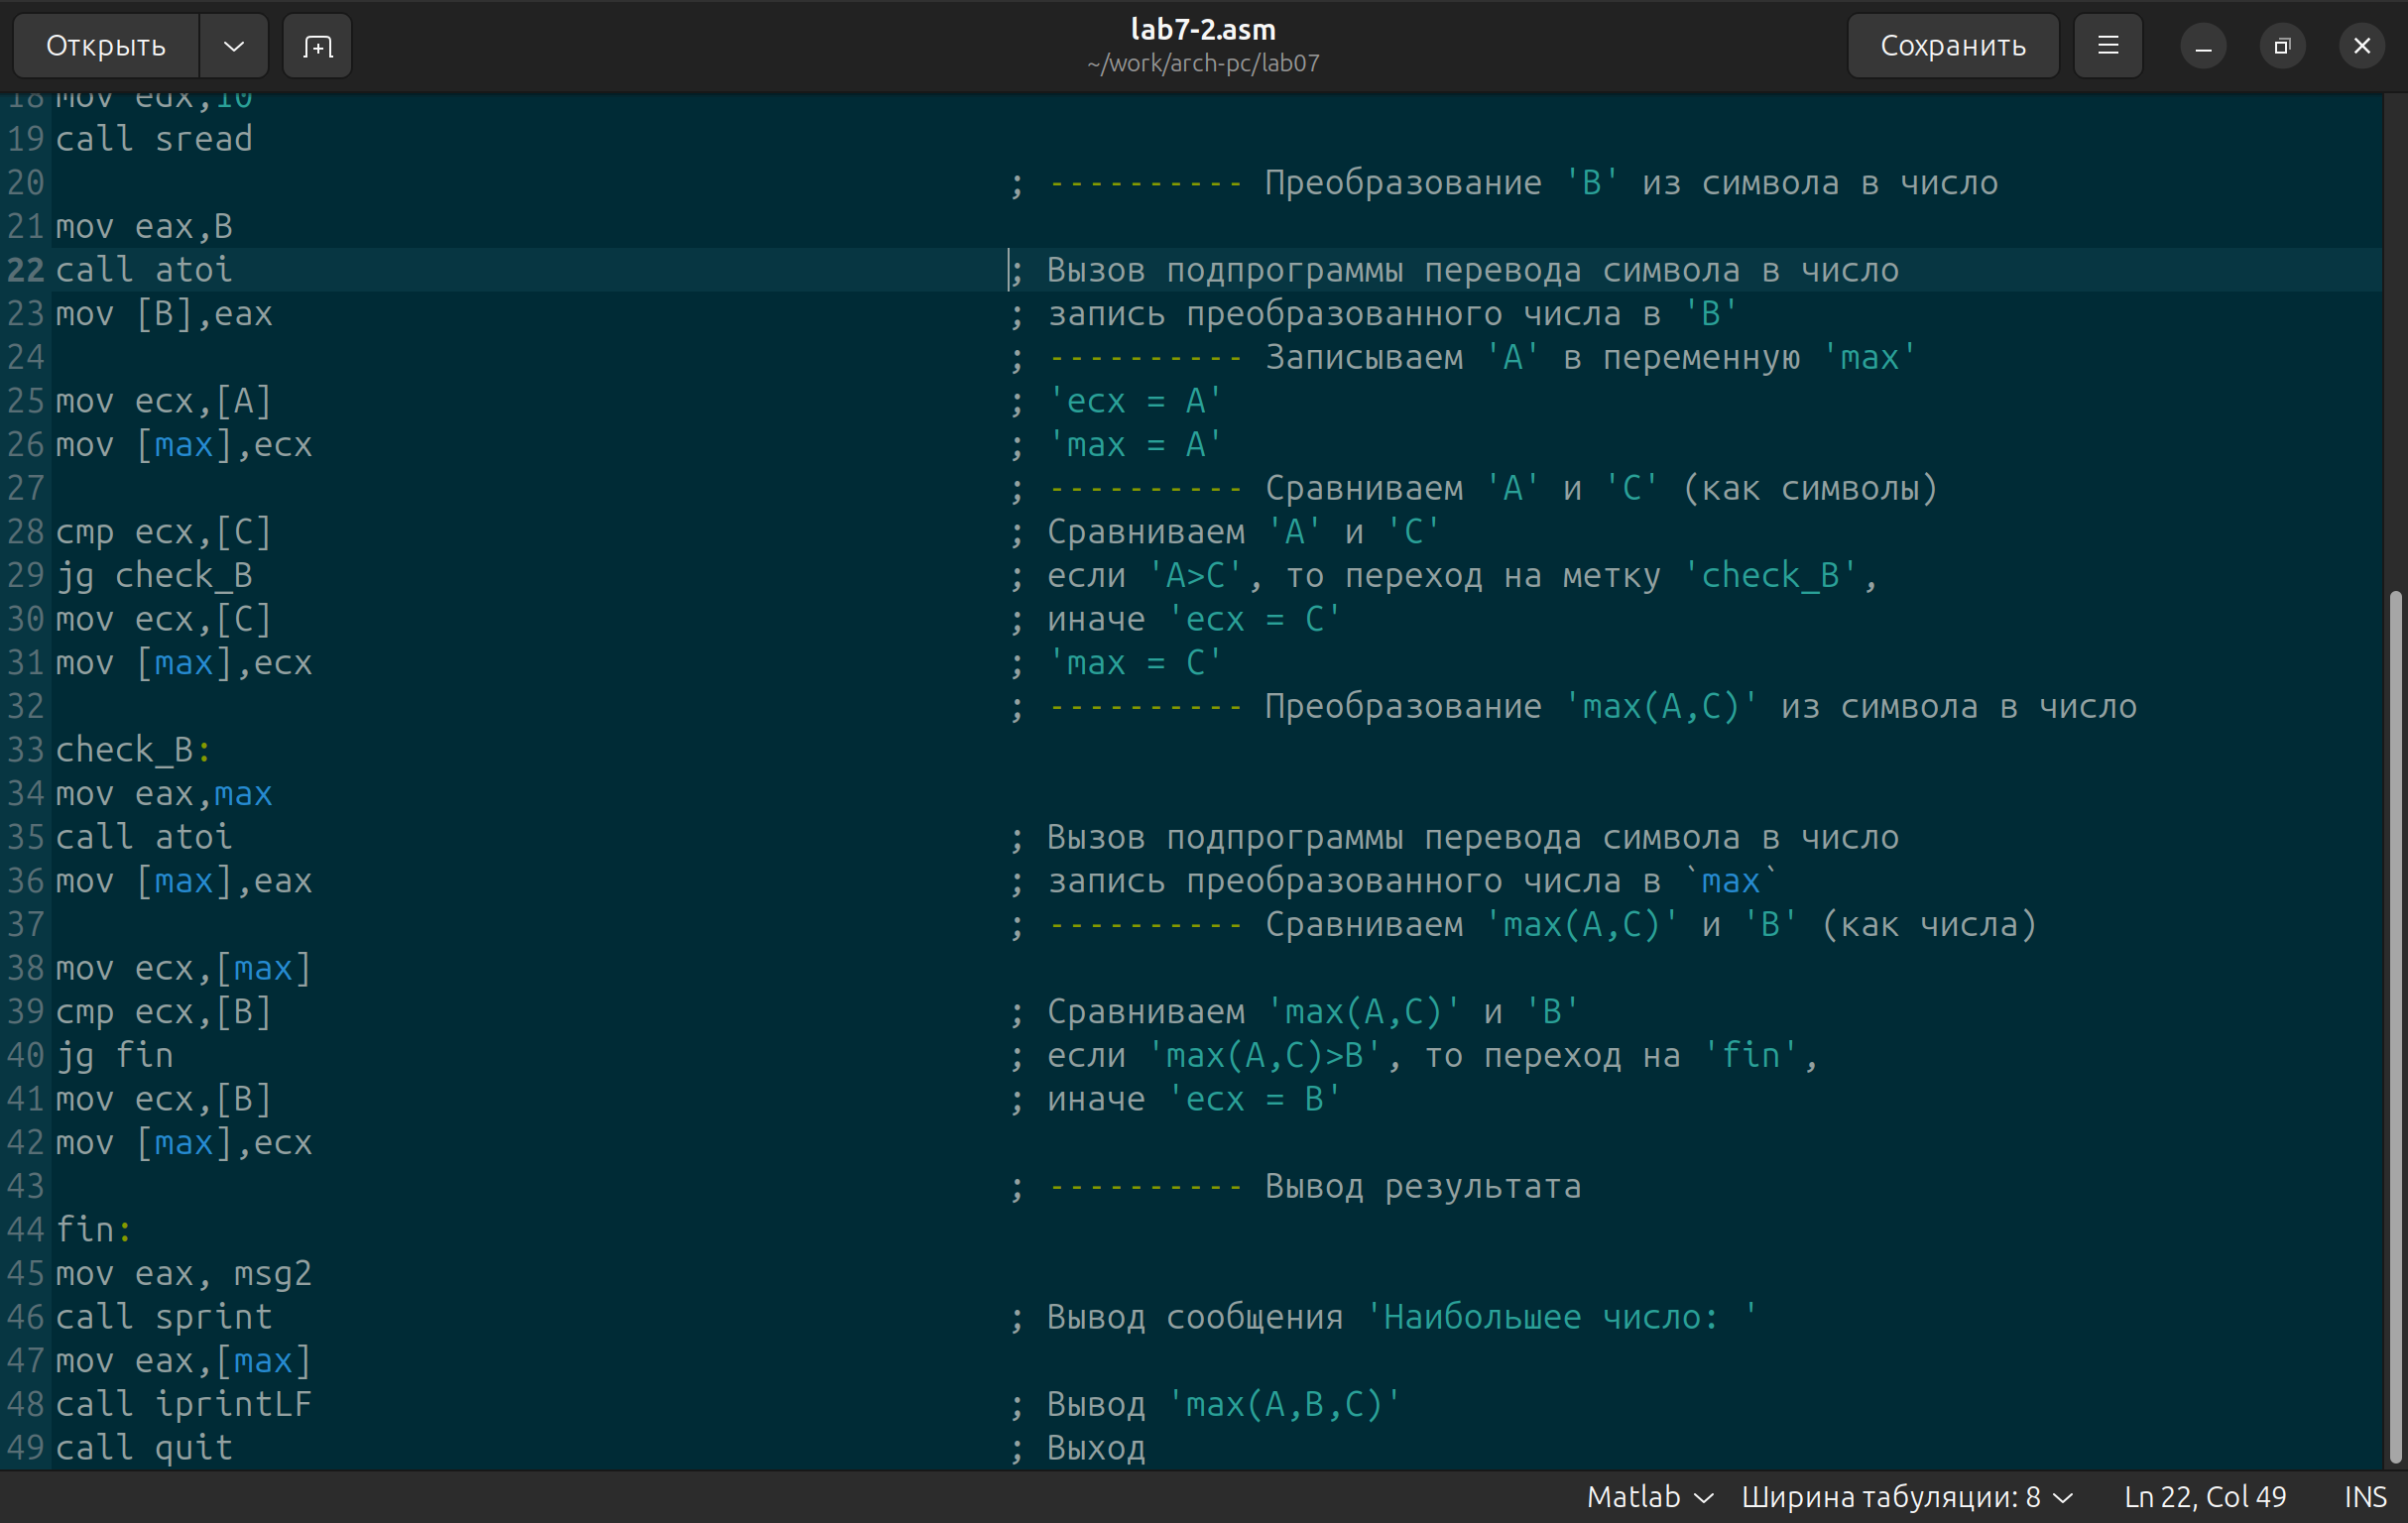 Открыть
lab7-2.asm
~/work/arch-pc/lab07
Сохранить
18 mov edx,10
19 call sread
20 ; ---------- Преобразование 'B' из символа в число
21 mov eax,B
22 call atoi ; Вызов подпрограммы перевода символа в число
23 mov [B],eax ; запись преобразованного числа в 'B'
24 ; ---------- Записываем 'A' в переменную 'max'
25 mov ecx,[A] ; 'ecx = A'
26 mov [max],ecx ; 'max = A'
27 ; ---------- Сравниваем 'A' и 'C' (как символы)
28 cmp ecx,[C] ; Сравниваем 'A' и 'C'
29 jg check_B ; если 'A>C', то переход на метку 'check_B',
30 mov ecx,[C] ; иначе 'ecx = C'
31 mov [max],ecx ; 'max = C'
32 ; ---------- Преобразование 'max(A,C)' из символа в число
33 check_B:
34 mov eax,max
35 call atoi ; Вызов подпрограммы перевода символа в число
36 mov [max],eax ; запись преобразованного числа в `max`
37 ; ---------- Сравниваем 'max(A,C)' и 'B' (как числа)
38 mov ecx,[max]
39 cmp ecx,[B] ; Сравниваем 'max(A,C)' и 'B'
40 jg fin ; если 'max(A,C)>B', то переход на 'fin',
41 mov ecx,[B] ; иначе 'ecx = B'
42 mov [max],ecx
43 ; ---------- Вывод результата
44 fin:
45 mov eax, msg2
46 call sprint ; Вывод сообщения 'Наибольшее число: '
47 mov eax,[max]
48 call iprintLF ; Вывод 'max(A,B,C)'
49 call quit ; Выход
Matlab Ширина табуляции: 8 Ln 22, Col 49 INS